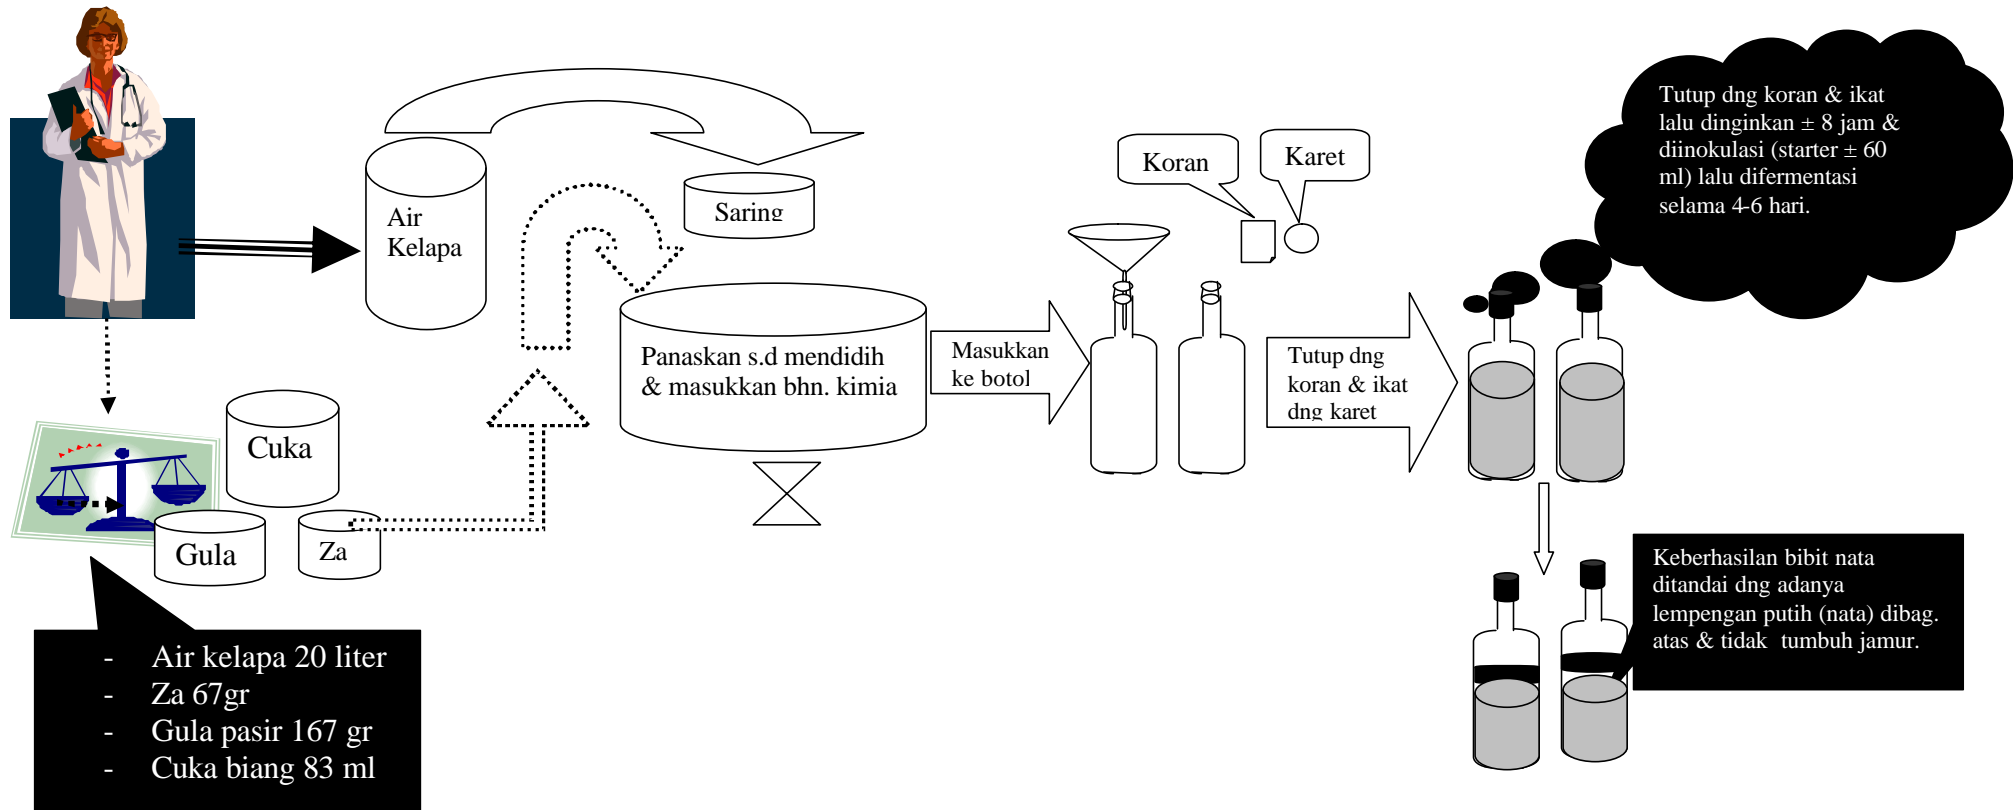 Air
Kelapa
Saring
Cuka
Gula
Za
- Air kelapa 20 liter
- Za 67gr
- Gula pasir 167 gr
- Cuka biang 83 ml
Panaskan s.d mendidih
& masukkan bhn. kimia
Masukkan
ke botol
Koran
Karet
Tutup dng
koran & ikat
dng karet
Tutup dng koran & ikat
lalu dinginkan ± 8 jam &
diinokulasi (starter ± 60
ml) lalu difermentasi
selama 4-6 hari.
Keberhasilan bibit nata
ditandai dng adanya
lempengan putih (nata) dibag.
atas & tidak tumbuh jamur.